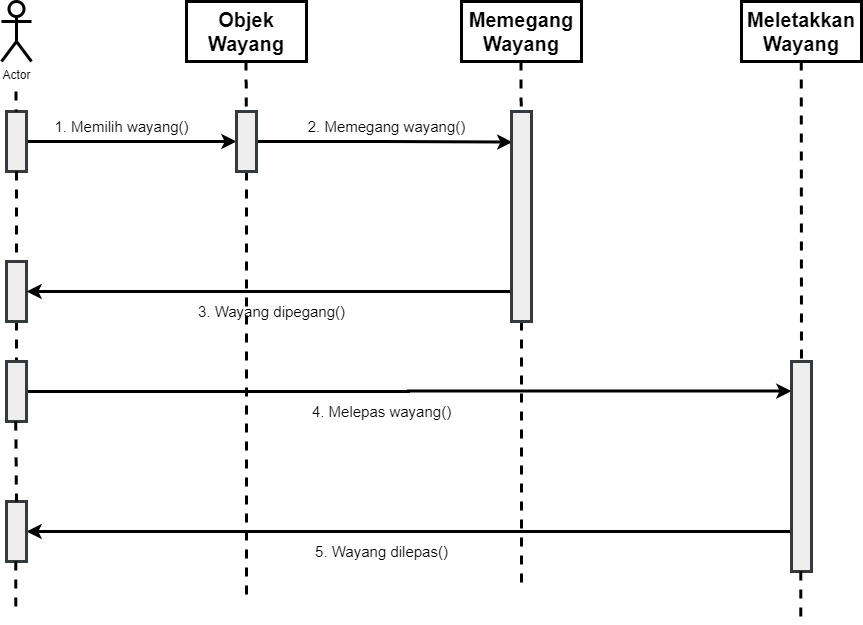 Objek
Wayang
Memegang
Wayang
Meletakkan
Wayang
Actor
1. Memilih wayang()
2. Memegang wayang()
3. Wayang dipegang()
4. Melepas wayang()
5. Wayang dilepas()